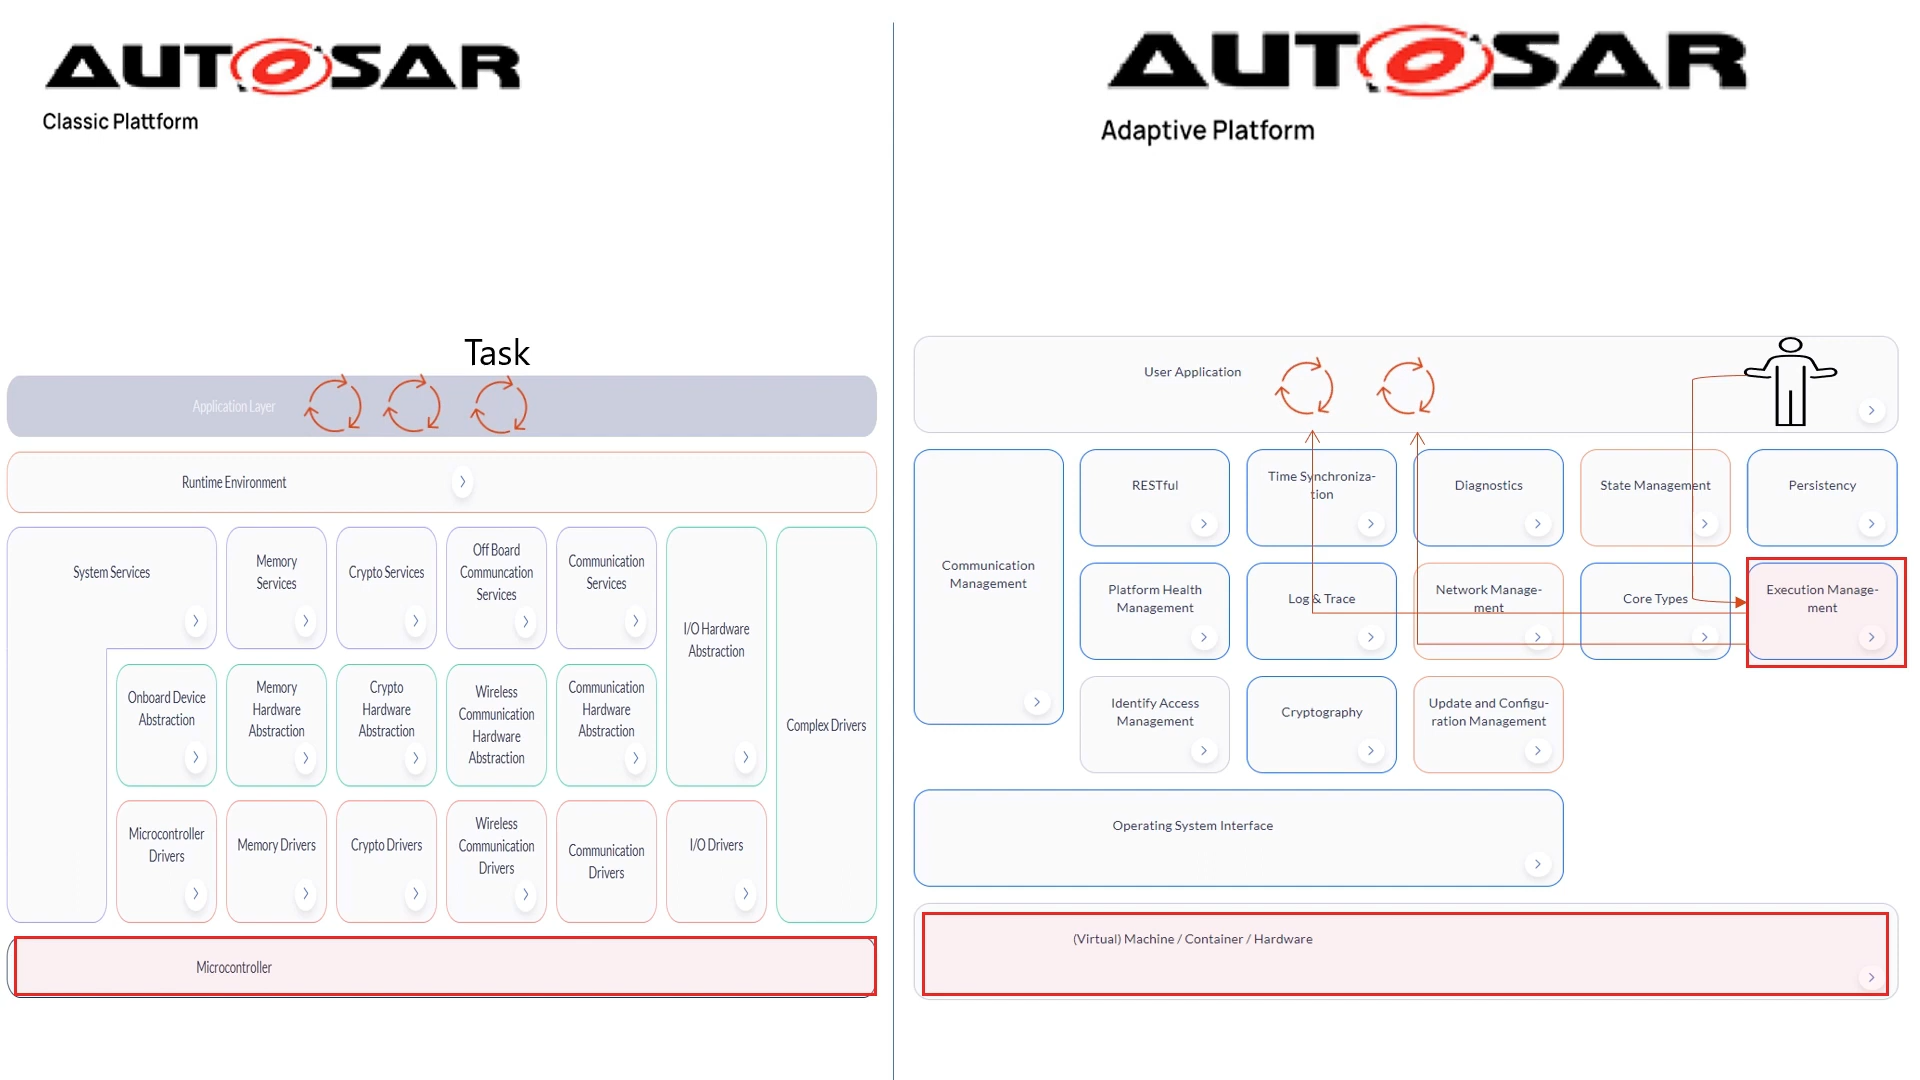 AUTOSAR
Classic Plattform
Task
Application Layer
Runtime Environment
System Services
Memory
Services
Crypto Services
Off Board
Communcation
Services
Communication
Services
I/O Hardware
Abstraction
Complex Drivers
Onboard Device
Abstraction
Memory
Hardware
Abstraction
Crypto
Hardware
Abstraction
Wireless
Communication
Hardware
Abstraction
Communication
Hardware
Abstraction
Microcontroller
Drivers
Memory Drivers
Crypto Drivers
Wireless
Communication
Drivers
Communication
Drivers
I/O Drivers
Microcontroller
AUTOSAR
Adaptive Platform
User Application
Communication
Management
RESTful
Time Synchroniza-
tion
Diagnostics
State Management
Persistency
Platform Health
Management
Log & Trace
Network Manage-
ment
Core Types
Execution Manage-
ment
Identify Access
Management
Cryptography
Update and Configu-
ration Management
Operating System Interface
(Virtual) Machine / Container / Hardware